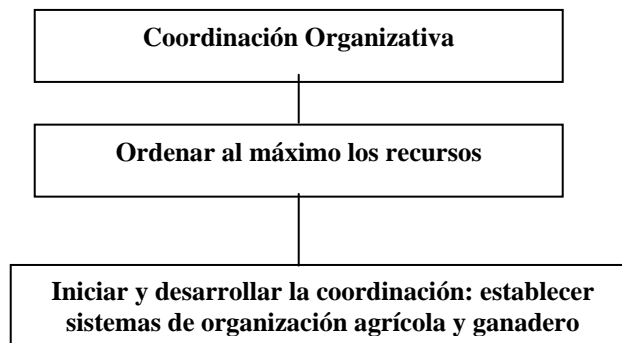 Coordinación Organizativa
Ordenar al máximo los recursos
Iniciar y desarrollar la coordinación: establecer
sistemas de organización agrícola y ganadero